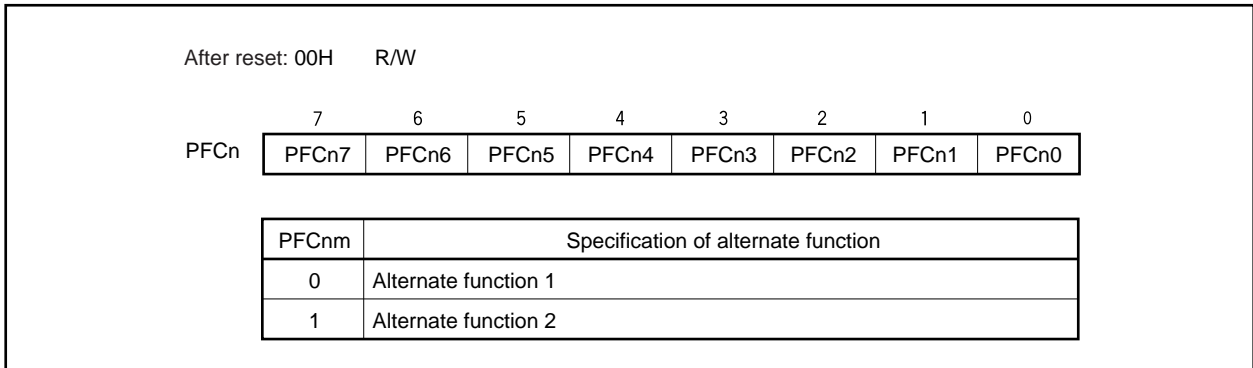 After reset: 00H R/W
7 6 5 4 3 2 1 0
PFCn PFCn7 PFCn6 PFCn5 PFCn4 PFCn3 PFCn2 PFCn1 PFCn0
PFCnm Specification of alternate function
0 Alternate function 1
1 Alternate function 2